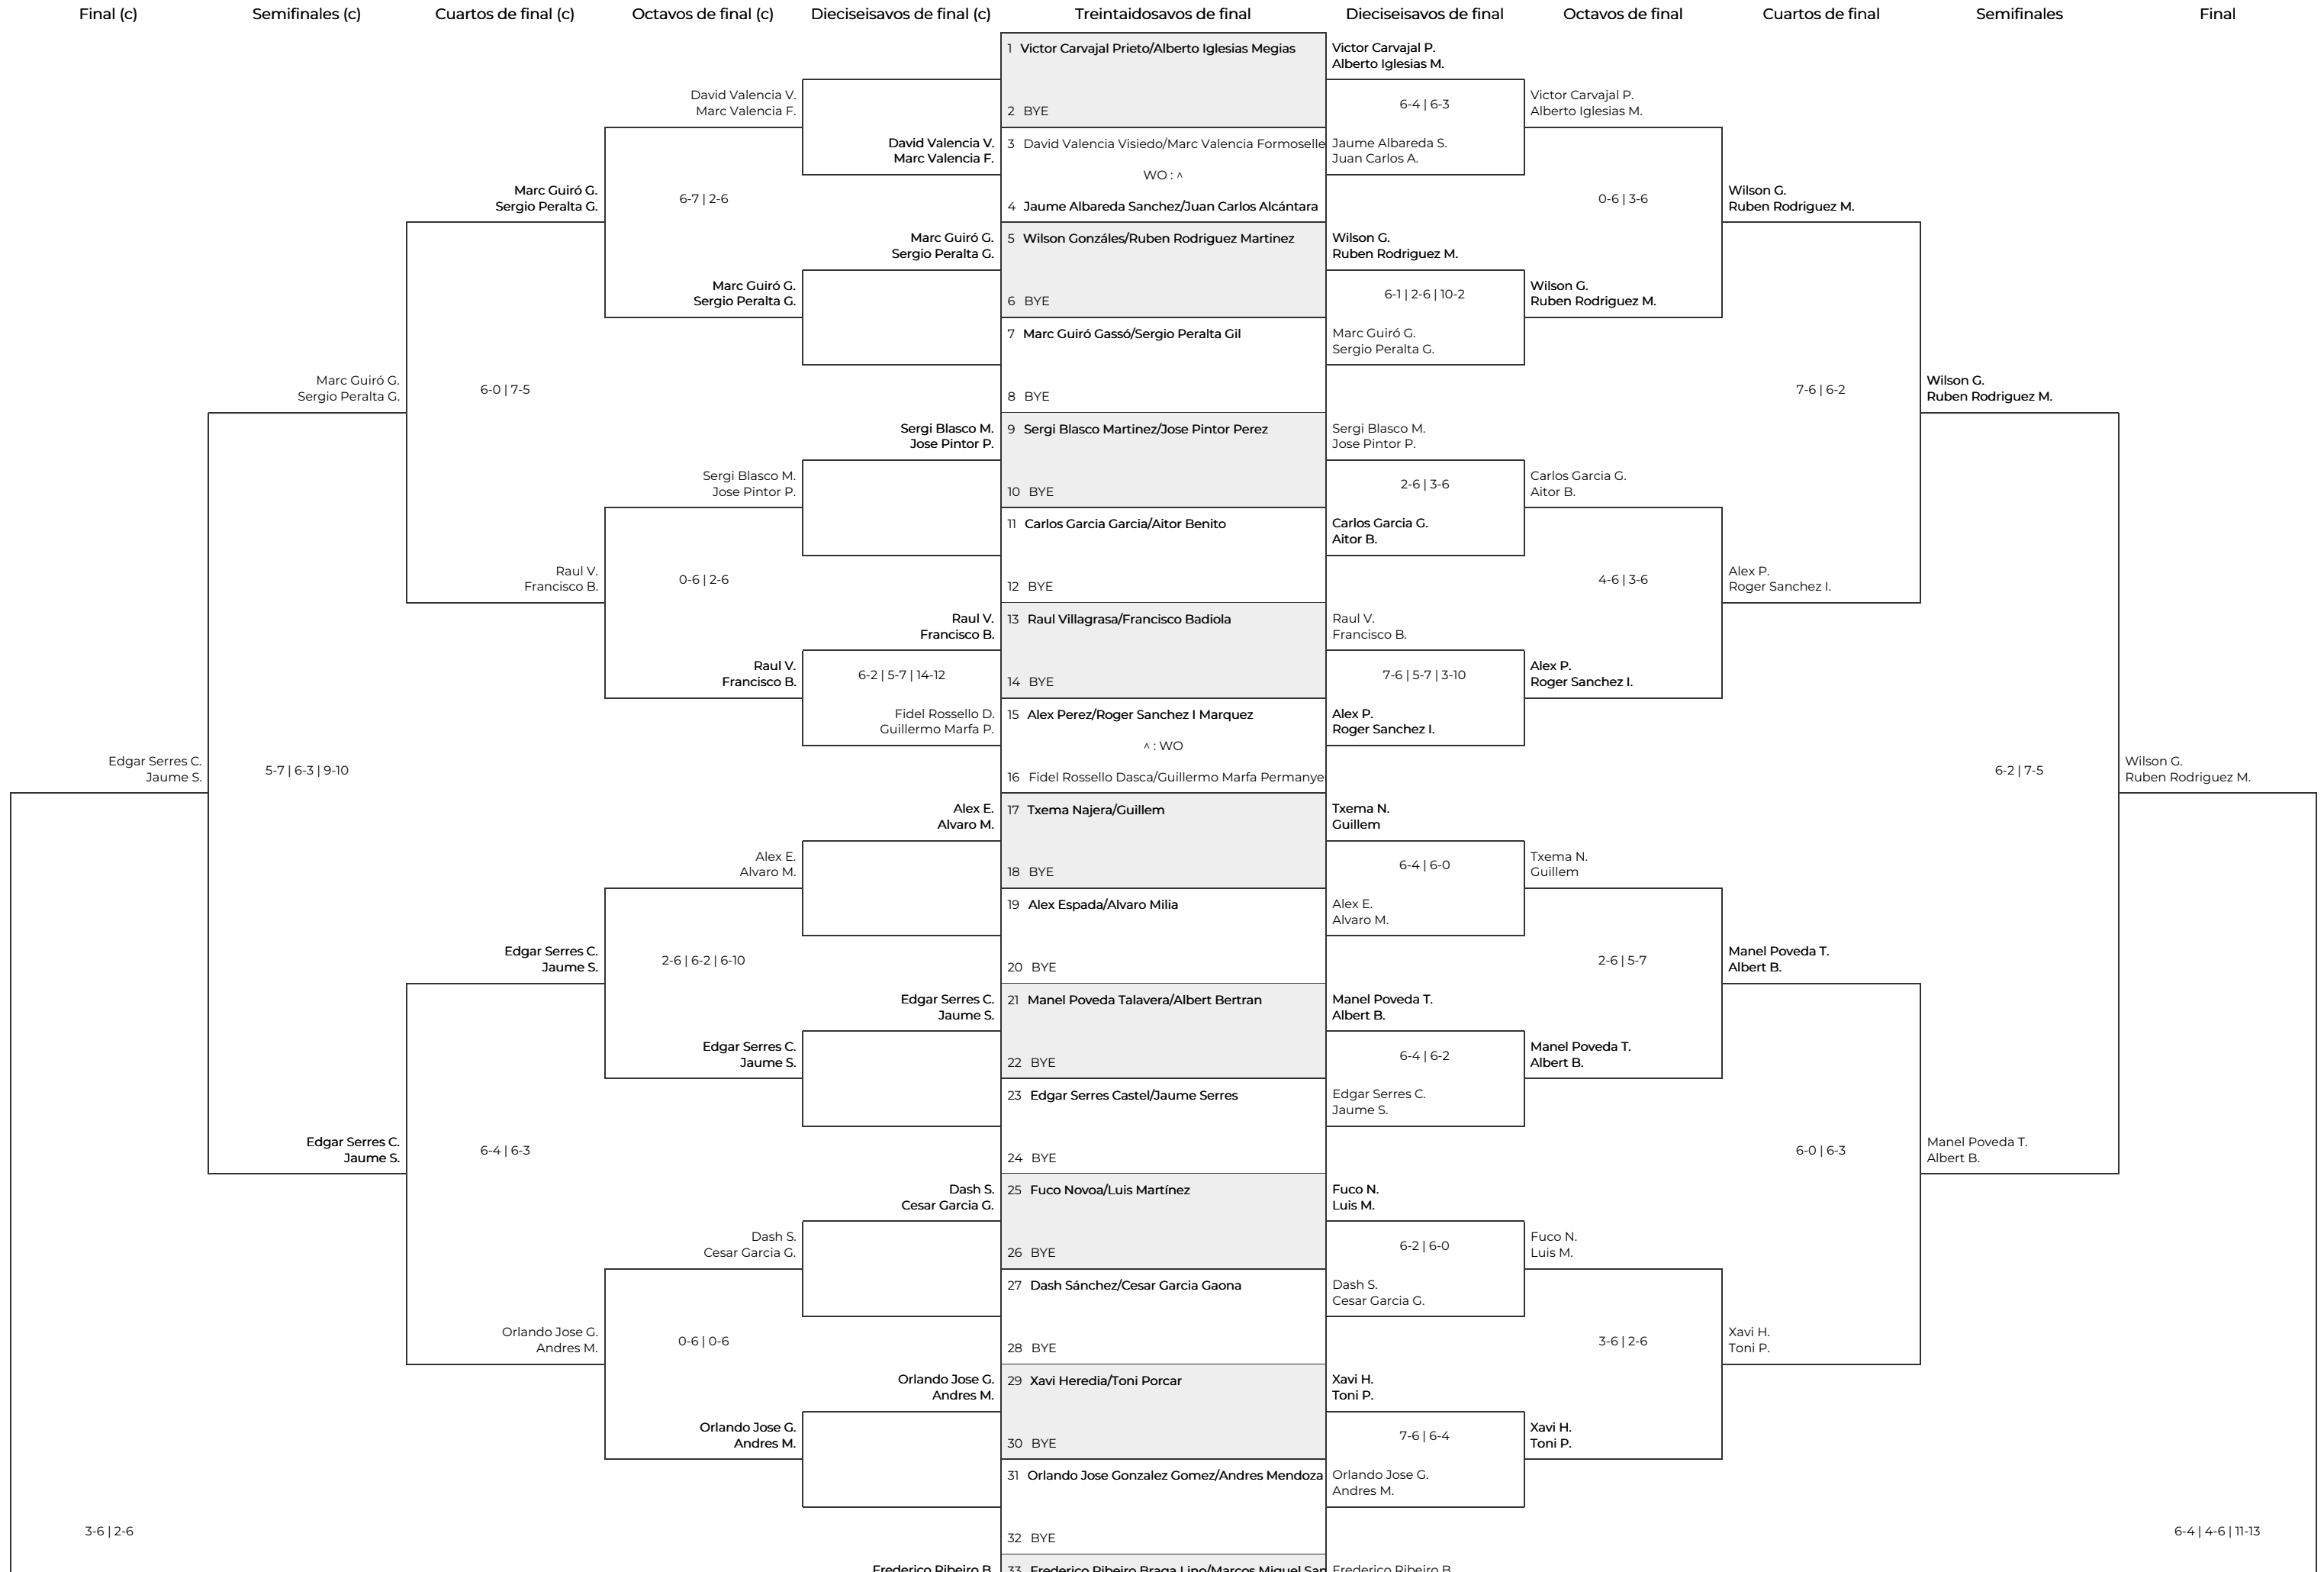 Final (c)
Semifinales (c)
Cuartos de final (c)
Octavos de final (c)
Dieciseisavos de final (c)
Treintaidosavos de final
Dieciseisavos de final
Octavos de final
Cuartos de final
Semifinales
Final
Edgar Serres C.
Jaume S.
3-6 | 2-6
Marc Guiró G.
Sergio Peralta G.
5-7 | 6-3 | 9-10
Edgar Serres C.
Jaume S.
Marc Guiró G.
Sergio Peralta G.
6-0 | 7-5
Raul V.
Francisco B.
Edgar Serres C.
Jaume S.
6-4 | 6-3
Orlando Jose G.
Andres M.
David Valencia V.
Marc Valencia F.
6-7 | 2-6
Marc Guiró G.
Sergio Peralta G.
Sergi Blasco M.
Jose Pintor P.
0-6 | 2-6
Raul V.
Francisco B.
Alex E.
Alvaro M.
2-6 | 6-2 | 6-10
Edgar Serres C.
Jaume S.
Dash S.
Cesar Garcia G.
0-6 | 0-6
Orlando Jose G.
Andres M.
David Valencia V.
Marc Valencia F.
Marc Guiró G.
Sergio Peralta G.
Sergi Blasco M.
Jose Pintor P.
Raul V.
Francisco B.
6-2 | 5-7 | 14-12
Fidel Rossello D.
Guillermo Marfa P.
Alex E.
Alvaro M.
Edgar Serres C.
Jaume S.
Dash S.
Cesar Garcia G.
Orlando Jose G.
Andres M.
Frederico Ribeiro B.
1 Victor Carvajal Prieto/Alberto Iglesias Megias
2 BYE
3 David Valencia Visiedo/Marc Valencia Formoselle
WO : ^
4 Jaume Albareda Sanchez/Juan Carlos Alcántara
5 Wilson Gonzáles/Ruben Rodriguez Martinez
6 BYE
7 Marc Guiró Gassó/Sergio Peralta Gil
8 BYE
9 Sergi Blasco Martinez/Jose Pintor Perez
10 BYE
11 Carlos Garcia Garcia/Aitor Benito
12 BYE
13 Raul Villagrasa/Francisco Badiola
14 BYE
15 Alex Perez/Roger Sanchez I Marquez
^ : WO
16 Fidel Rossello Dasca/Guillermo Marfa Permanye
17 Txema Najera/Guillem
18 BYE
19 Alex Espada/Alvaro Milia
20 BYE
21 Manel Poveda Talavera/Albert Bertran
22 BYE
23 Edgar Serres Castel/Jaume Serres
24 BYE
25 Fuco Novoa/Luis Martínez
26 BYE
27 Dash Sánchez/Cesar Garcia Gaona
28 BYE
29 Xavi Heredia/Toni Porcar
30 BYE
31 Orlando Jose Gonzalez Gomez/Andres Mendoza
32 BYE
33 Frederico Ribeiro Braga Lino/Marcos Miguel San
Victor Carvajal P.
Alberto Iglesias M.
6-4 | 6-3
Jaume Albareda S.
Juan Carlos A.
Wilson G.
Ruben Rodriguez M.
6-1 | 2-6 | 10-2
Marc Guiró G.
Sergio Peralta G.
Sergi Blasco M.
Jose Pintor P.
2-6 | 3-6
Carlos Garcia G.
Aitor B.
Raul V.
Francisco B.
7-6 | 5-7 | 3-10
Alex P.
Roger Sanchez I.
Txema N.
Guillem
6-4 | 6-0
Alex E.
Alvaro M.
Manel Poveda T.
Albert B.
6-4 | 6-2
Edgar Serres C.
Jaume S.
Fuco N.
Luis M.
6-2 | 6-0
Dash S.
Cesar Garcia G.
Xavi H.
Toni P.
7-6 | 6-4
Orlando Jose G.
Andres M.
Frederico Ribeiro B.
Victor Carvajal P.
Alberto Iglesias M.
0-6 | 3-6
Wilson G.
Ruben Rodriguez M.
Carlos Garcia G.
Aitor B.
4-6 | 3-6
Alex P.
Roger Sanchez I.
Txema N.
Guillem
2-6 | 5-7
Manel Poveda T.
Albert B.
Fuco N.
Luis M.
3-6 | 2-6
Xavi H.
Toni P.
Wilson G.
Ruben Rodriguez M.
7-6 | 6-2
Alex P.
Roger Sanchez I.
Manel Poveda T.
Albert B.
6-0 | 6-3
Xavi H.
Toni P.
Wilson G.
Ruben Rodriguez M.
6-2 | 7-5
Manel Poveda T.
Albert B.
Wilson G.
Ruben Rodriguez M.
6-4 | 4-6 | 11-13